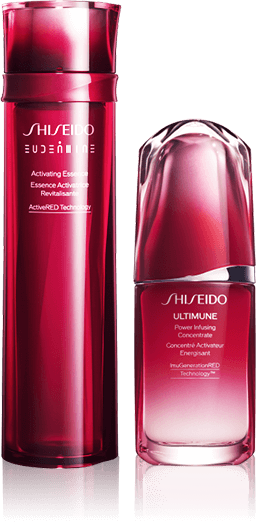 SHISEIDO
EUDERMINE
Activating Essence
Essence Activatrice
Revitalisante
ActiveRED Technology
SHISEIDO
ULTIMUNE
Power Infusing
Concentrate
Concentré Activateur
Energisant
ImuGenerationRED
Technology™